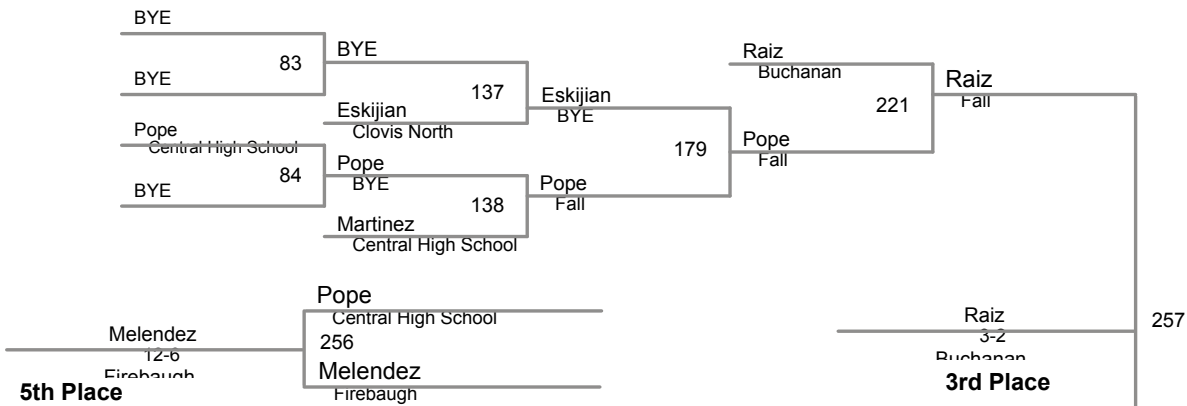 BYE
83
BYE
BYE
Raiz
Buchanan
Raiz
Fall
137
Eskijian
BYE
221
Eskijian
Clovis North
Pope
Central High School
179
Pope
Fall
84
Pope
BYE
BYE
Pope
Fall
138
Martinez
Central High School
Pope
Central High School
Melendez
12-6
Firebaugh
256
Raiz
3-2
Buchanan
257
Melendez
Firebaugh
5th Place
3rd Place